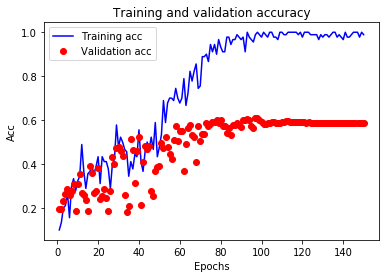 Training and validation accuracy
Training acc
Validation acc
1.0
0.8
0.6
0.4
0.2
Acc
0 20 40 60 80 100 120 140
Epochs